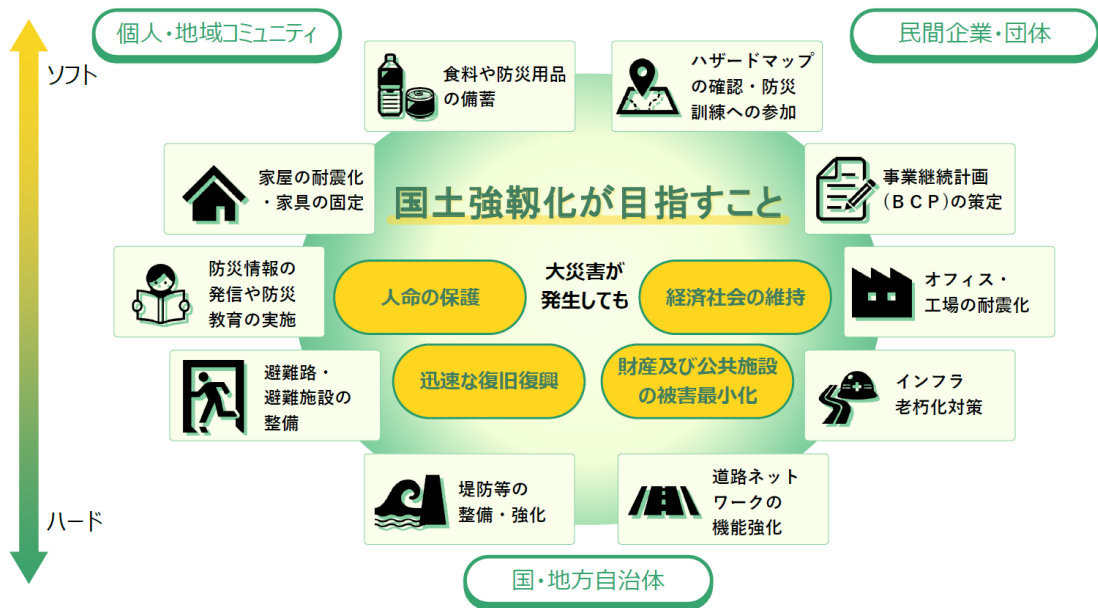 個人・地域コミュニティ
民間企業・団体
ソフト
食料や防災用品
の備蓄
ハザードマップ
の確認・防災
訓練への参加
家屋の耐震化
・家具の固定
国土強靱化が目指すこと
事業継続計画
(ＢＣＰ)の策定
防災情報の
発信や防災
教育の実施
人命の保護
大災害が
発生しても
経済社会の維持
オフィス・
工場の耐震化
避難路・
避難施設の
整備
迅速な復旧復興
財産及び公共施設
の被害最小化
インフラ
老朽化対策
ハード
堤防等の
整備・強化
道路ネット
ワークの
機能強化
国・地方自治体